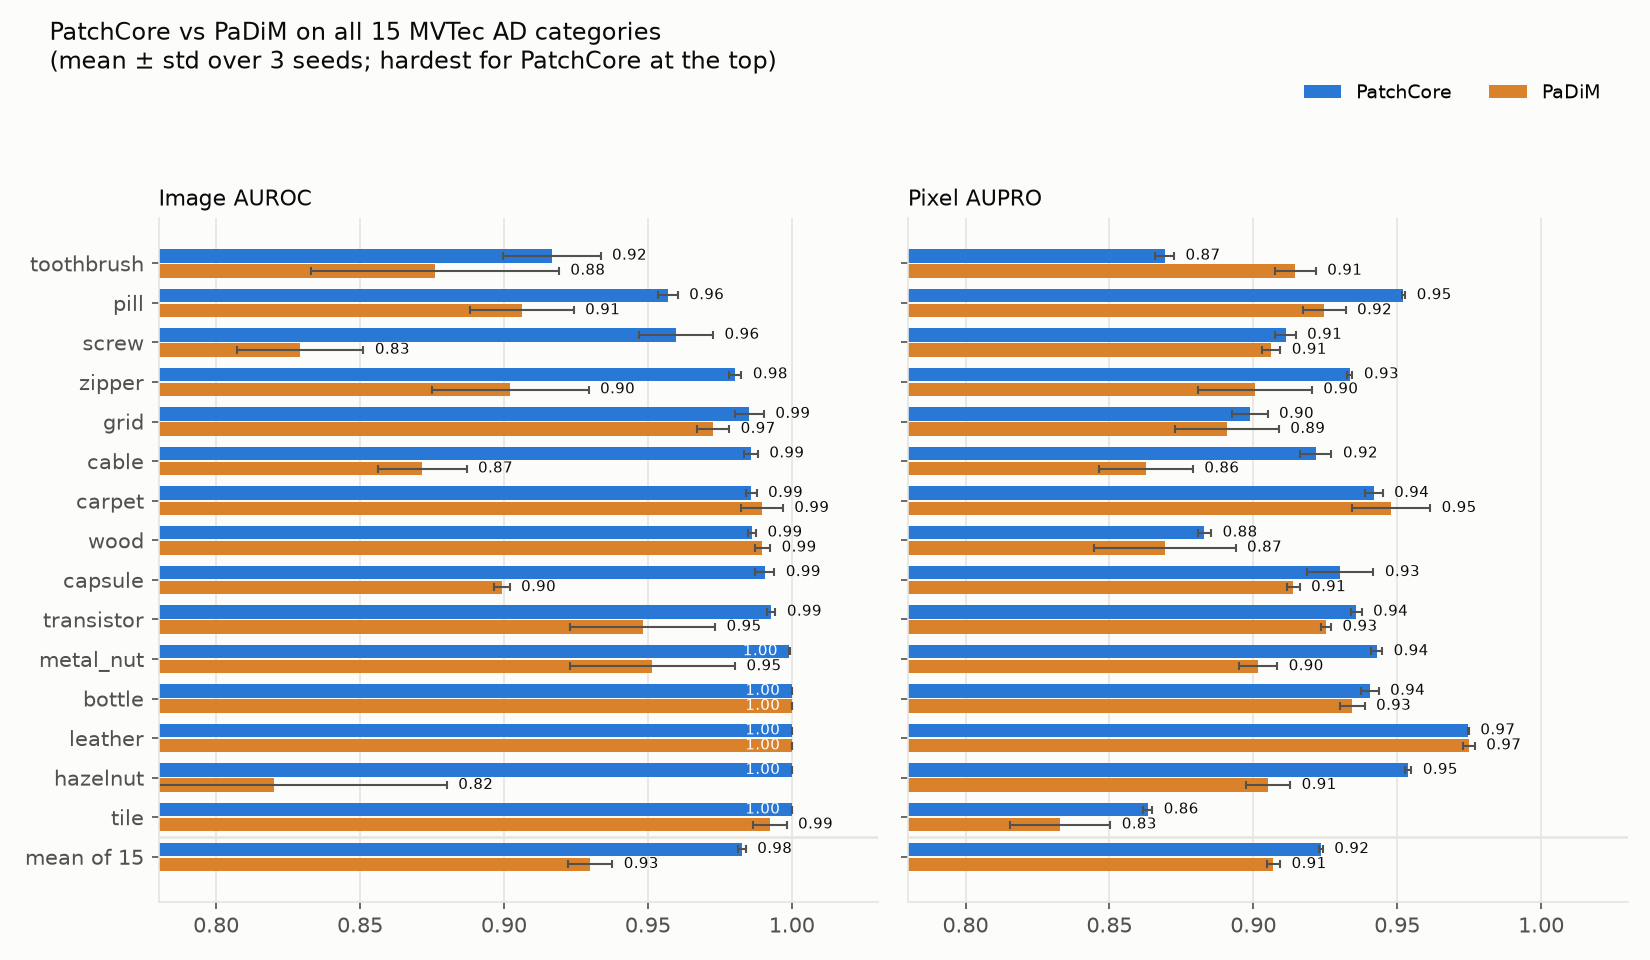 PatchCore vs PaDiM on all 15 MVTec AD categories
(mean ± std over 3 seeds; hardest for PatchCore at the top)
PatchCore
PaDiM
Image AUROC
Pixel AUPRO
toothbrush 0.92 0.88 0.87 0.91
pill 0.96 0.91 0.95 0.92
screw 0.96 0.83 0.91 0.91
zipper 0.98 0.90 0.93 0.90
grid 0.99 0.97 0.90 0.89
cable 0.99 0.87 0.92 0.86
carpet 0.99 0.99 0.94 0.95
wood 0.99 0.99 0.88 0.87
capsule 0.99 0.90 0.93 0.91
transistor 0.99 0.95 0.94 0.93
metal_nut 1.00 0.95 0.94 0.90
bottle 1.00 1.00 0.94 0.93
leather 1.00 1.00 0.97 0.97
hazelnut 1.00 0.82 0.95 0.91
tile 1.00 0.99 0.86 0.83
mean of 15 0.98 0.93 0.92 0.91
0.80 0.85 0.90 0.95 1.00
0.80 0.85 0.90 0.95 1.00